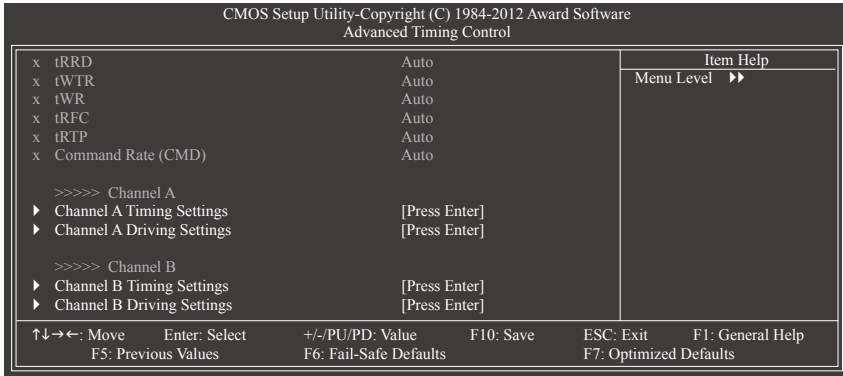 CMOS Setup Utility-Copyright (C) 1984-2012 Award Software
Advanced Timing Control
x tRRD Auto
x tWTR Auto
x tWR Auto
x tRFC Auto
x tRTP Auto
x Command Rate (CMD) Auto
>>>>> Channel A
Channel A Timing Settings [Press Enter]
Channel A Driving Settings [Press Enter]
>>>>> Channel B
Channel B Timing Settings [Press Enter]
Channel B Driving Settings [Press Enter]
Item Help
Menu Level
↑↓→←: Move Enter: Select +/-/PU/PD: Value F10: Save ESC: Exit F1: General Help
F5: Previous Values F6: Fail-Safe Defaults F7: Optimized Defaults